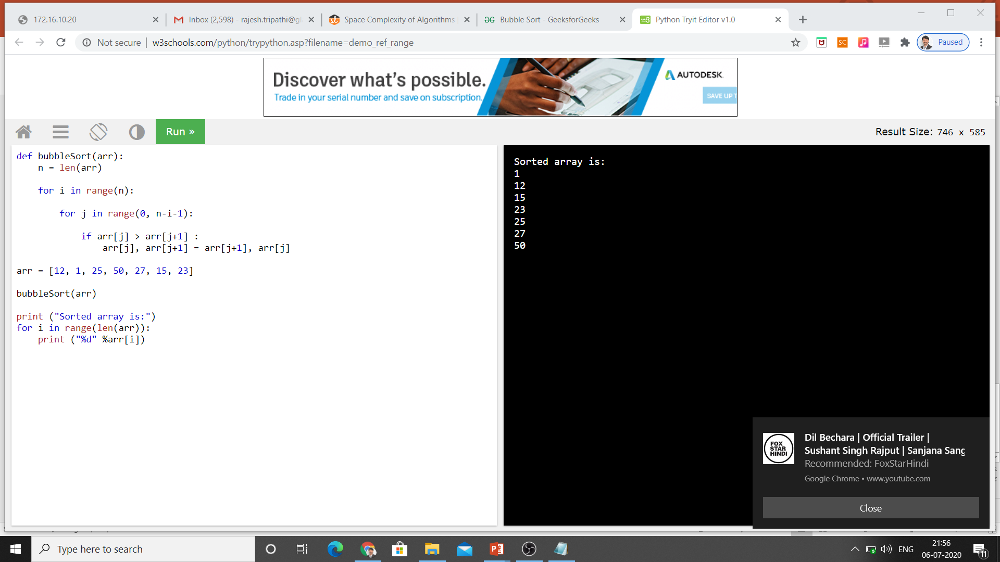 172.16.10.20
Inbox (2,598) - rajesh.tripathi@gl
Space Complexity of Algorithms
Bubble Sort - GeeksforGeeks
Python Tryit Editor v1.0
Not secure | w3schools.com/python/trypython.asp?filename=demo_ref_range
SC
Paused
Discover what's possible.
Trade in your serial number and save on subscription.
AUTODESK.
SAVE UP T
Run »
Result Size: 746 x 585
def bubbleSort(arr):
    n = len(arr)
    for i in range(n):
        for j in range(0, n-i-1):
            if arr[j] > arr[j+1] :
                arr[j], arr[j+1] = arr[j+1], arr[j]
arr = [12, 1, 25, 50, 27, 15, 23]
bubbleSort(arr)
print ("Sorted array is:")
for i in range(len(arr)):
    print ("%d" %arr[i])
Sorted array is:
1
12
15
23
25
27
50
FOX
STAR
HINDI
Dil Bechara | Official Trailer |
Sushant Singh Rajput | Sanjana Sang
Recommended: FoxStarHindi
Google Chrome • www.youtube.com
Close
Type here to search
ENG
21:56
06-07-2020
11